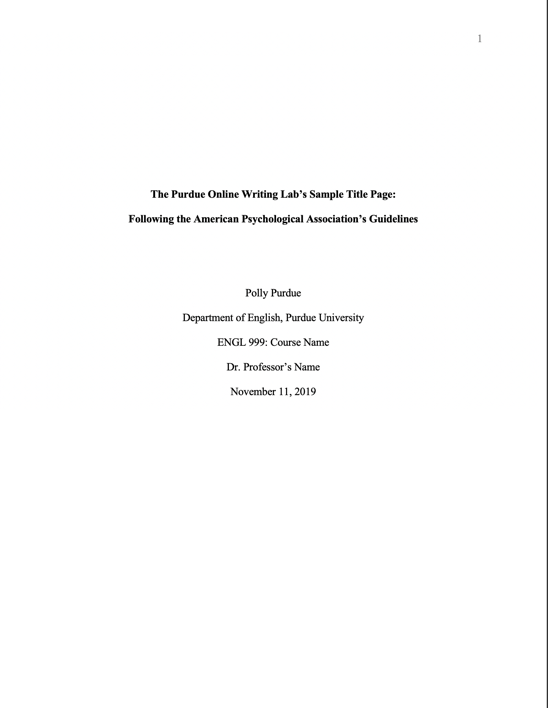 1
The Purdue Online Writing Lab’s Sample Title Page:
Following the American Psychological Association’s Guidelines
Polly Purdue
Department of English, Purdue University
ENGL 999: Course Name
Dr. Professor’s Name
November 11, 2019